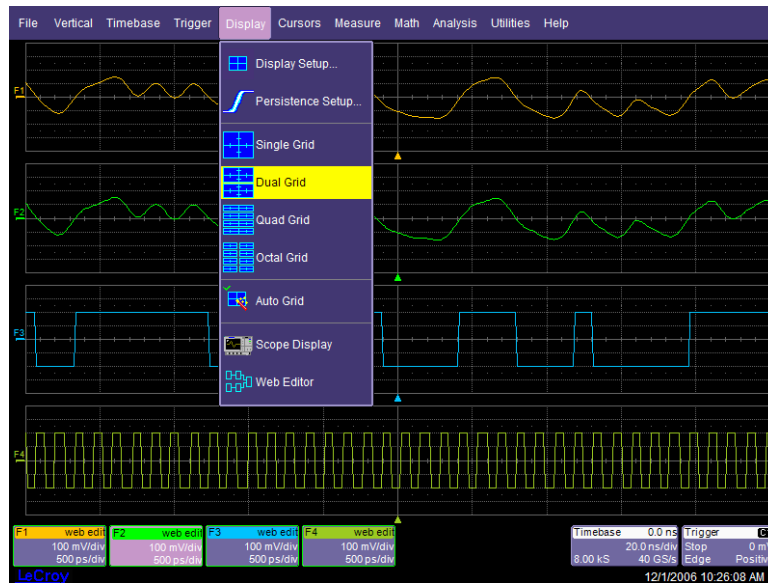 File Vertical Timebase Trigger Display Cursors Measure Math Analysis Utilities Help
Display Setup...
Persistence Setup...
Single Grid
Dual Grid
Quad Grid
Octal Grid
Auto Grid
Scope Display
Web Editor
F1
F2
F3
F4
F1 web edit F2 web edit F3 web edit F4 web edit Timebase 0.0 ns Trigger
100 mV/div 100 mV/div 100 mV/div 100 mV/div 20.0 ns/div Stop 0 m
500 ps/div 500 ps/div 500 ps/div 500 ps/div 8.00 kS 40 GS/s Edge Positiv
LeCroy 12/1/2006 10:26:08 AM